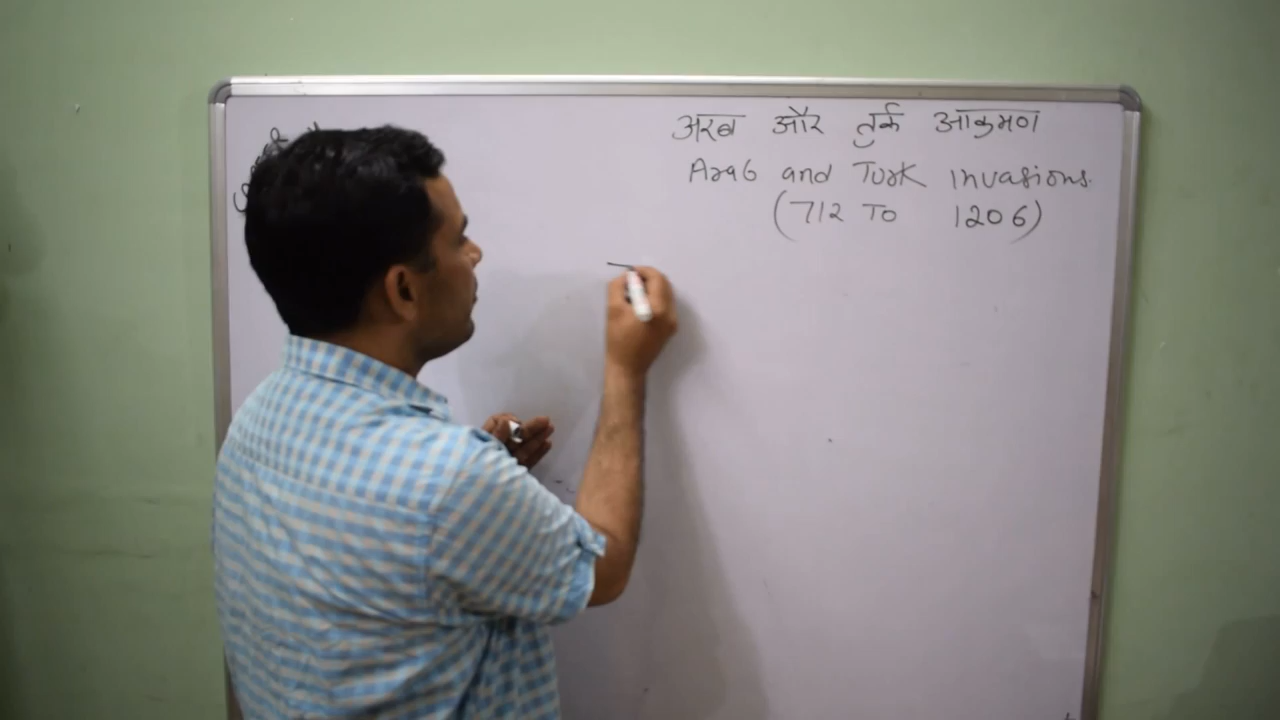 अरब और तुर्क आक्रमण
Arab and Turk invasions.
(712 To 1206)